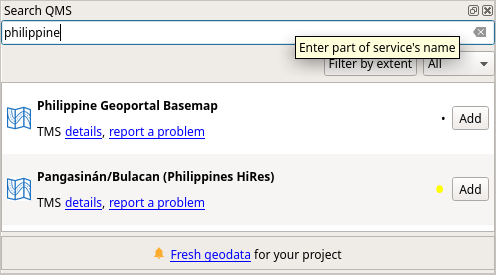 Search QMS
philippine
Enter part of service's name
Filter by extent All
Philippine Geoportal Basemap
TMS details, report a problem
Add
Pangasinán/Bulacan (Philippines HiRes)
TMS details, report a problem
Add
Fresh geodata for your project